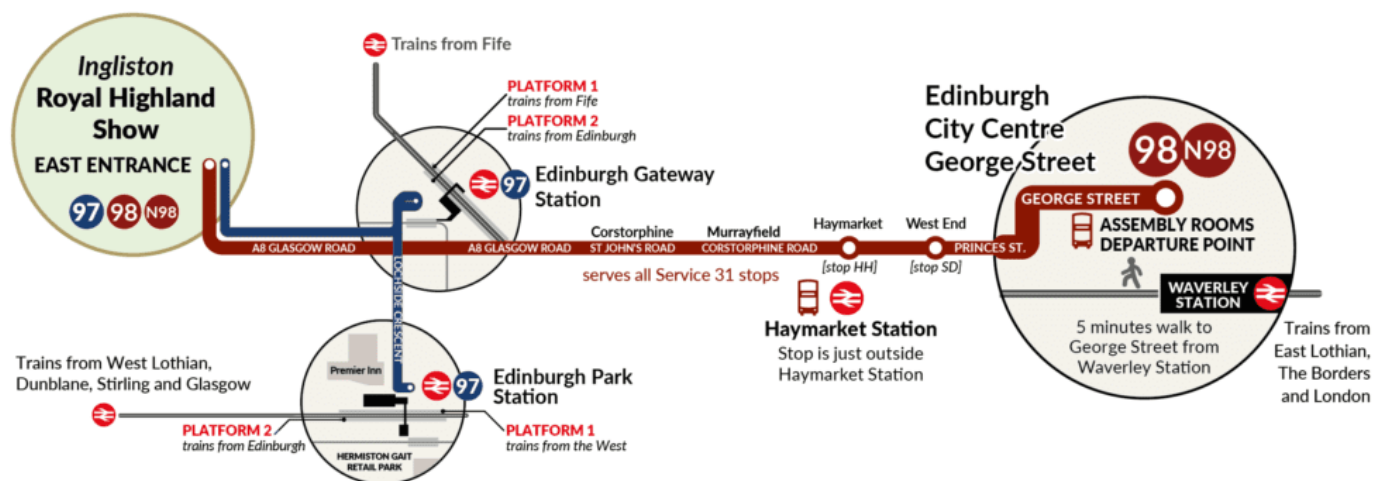 Ingliston
Royal Highland
Show
EAST ENTRANCE
97 98 N98
Trains from Fife
PLATFORM 1
trains from Fife
PLATFORM 2
trains from Edinburgh
97
Edinburgh Gateway
Station
A8 GLASGOW ROAD
A8 GLASGOW ROAD
Corstorphine
ST JOHN'S ROAD
Murrayfield
CORSTORPHINE ROAD
serves all Service 31 stops
Haymarket
[stop HH]
West End
[stop SD]
PRINCES ST.
Haymarket Station
Stop is just outside
Haymarket Station
Edinburgh
City Centre
George Street
98 N98
GEORGE STREET
ASSEMBLY ROOMS
DEPARTURE POINT
WAVERLEY
STATION
5 minutes walk to
George Street from
Waverley Station
Trains from
East Lothian,
The Borders
and London
LOCHSIDE CRESCENT
Trains from West Lothian,
Dunblane, Stirling and Glasgow
Premier Inn
97
Edinburgh Park
Station
PLATFORM 2
trains from Edinburgh
PLATFORM 1
trains from the West
HERMISTON GAIT
RETAIL PARK